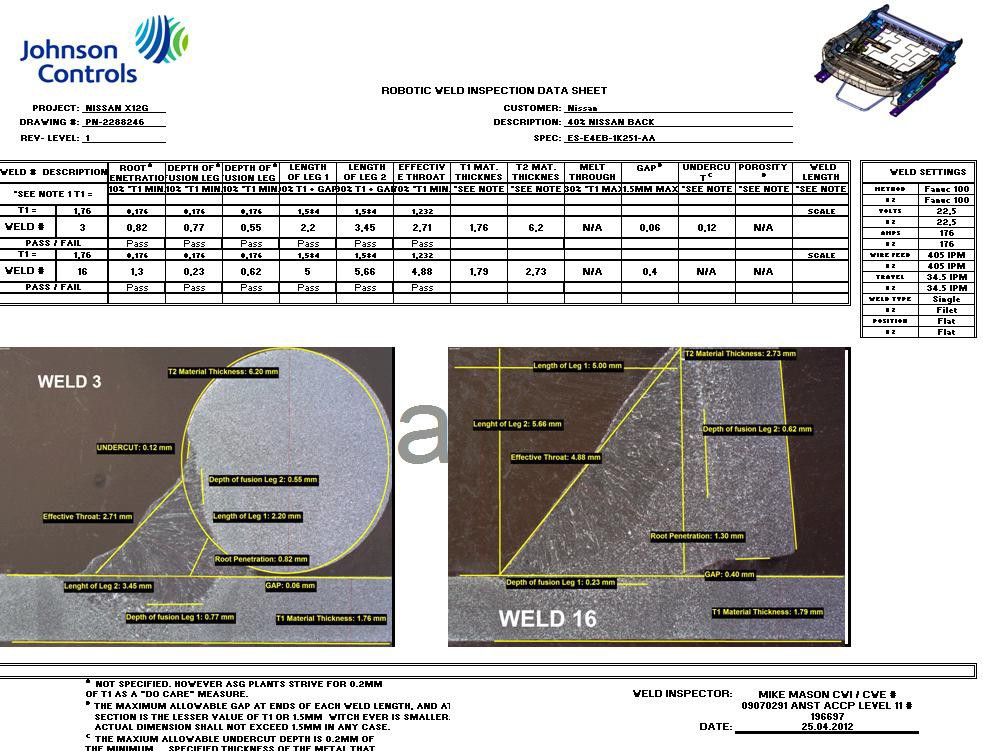 Johnson
Controls
ROBOTIC WELD INSPECTION DATA SHEET
PROJECT: NISSAN X12G
CUSTOMER: Nissan
DRAWING #: PN-2288246
DESCRIPTION: 40% NISSAN BACK
REV- LEVEL: 1
SPEC: ES-E4EB-1K251-AA
WELD # DESCRIPTION ROOT A DEPTH OF A DEPTH OF A LENGTH LENGTH EFFECTIV T1 MAT. T2 MAT. MELT GAP B UNDERCU POROSITY WELD
ENETRATIO FUSION LEG FUSION LEG OF LEG 1 OF LEG 2 E THROAT THICKNES THICKNES THROUGH T C D LENGTH
*SEE NOTE 1 T1 = 10% *T1 MIN. 10% *T1 MIN. 10% *T1 MIN. 90% T1 + GAP 90% T1 + GAP 70% *T1 MIN. *SEE NOTE *SEE NOTE 30% *T1 MAX 1.5MM MAX *SEE NOTE *SEE NOTE *SEE NOTE
T1 = 1,76 0,176 0,176 0,176 1,584 1,584 1,232 SCALE
WELD # 3 0,82 0,77 0,55 2,2 3,45 2,71 1,76 6,2 N/A 0,06 0,12 N/A
PASS / FAIL Pass Pass Pass Pass Pass Pass
T1 = 1,76 0,176 0,176 0,176 1,584 1,584 1,232 SCALE
WELD # 16 1,3 0,23 0,62 5 5,66 4,88 1,79 2,73 N/A 0,4 N/A N/A
PASS / FAIL Pass Pass Pass Pass Pass Pass
WELD SETTINGS
METHOD Fanuc 100
# 2 Fanuc 100
VOLTS 22,5
# 2 22,5
AMPS 176
# 2 176
WIRE FEED 405 IPM
# 2 405 IPM
TRAVEL 34.5 IPM
# 2 34.5 IPM
WELD TYPE Single
# 2 Filet
POSITION Flat
# 2 Flat
WELD 3
T2 Material Thickness: 6.20 mm
UNDERCUT: 0.12 mm
Depth of fusion Leg 2: 0.55 mm
Effective Throat: 2.71 mm
Length of Leg 1: 2.20 mm
Root Penetration: 0.82 mm
Lenght of Leg 2: 3.45 mm
GAP: 0.06 mm
Depth of fusion Leg 1: 0.77 mm
T1 Material Thickness: 1.76 mm
a
T2 Material Thickness: 2.73 mm
Length of Leg 1: 5.00 mm
Lenght of Leg 2: 5.66 mm
Depth of fusion Leg 2: 0.62 mm
Effective Throat: 4.88 mm
Root Penetration: 1.30 mm
GAP: 0.40 mm
Depth of fusion Leg 1: 0.23 mm
T1 Material Thickness: 1.79 mm
WELD 16
A NOT SPECIFIED. HOWEVER ASG PLANTS STRIVE FOR 0.2MM
OF T1 AS A "DO CARE" MEASURE.
B THE MAXIMUM ALLOWABLE GAP AT ENDS OF EACH WELD LENGTH, AND AT
SECTION IS THE LESSER VALUE OF T1 OR 1.5MM WITCH EVER IS SMALLER.
ACTUAL DIMENSION SHALL NOT EXCEED 1.5MM IN ANY CASE.
C THE MAXIUM ALLOWABLE UNDERCUT DEPTH IS 0.2MM OF
THE MINIMUM SPECIFIED THICKNESS OF THE METAL THAT
WELD INSPECTOR: MIKE MASON CWI / CWE #
09070291 ANST ACCP LEVEL 11 #
196697
DATE: 25.04.2012